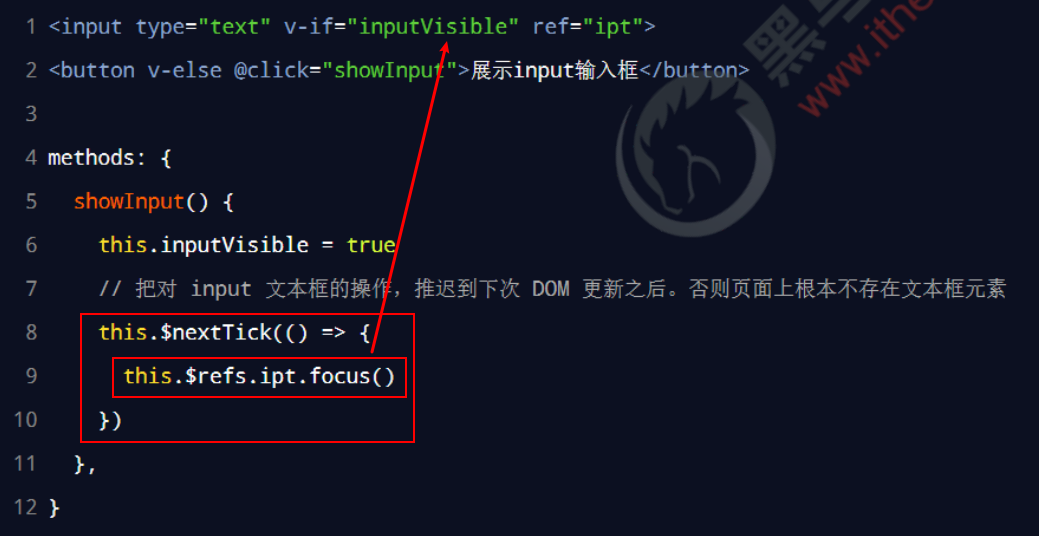 1 <input type="text" v-if="inputVisible" ref="ipt">
2 <button v-else @click="showInput">展示input输入框</button>
3
4 methods: {
5   showInput() {
6     this.inputVisible = true
7     // 把对 input 文本框的操作，推迟到下次 DOM 更新之后。否则页面上根本不存在文本框元素
8     this.$nextTick(() => {
9       this.$refs.ipt.focus()
10     })
11   },
12 }
黑
www.ithe